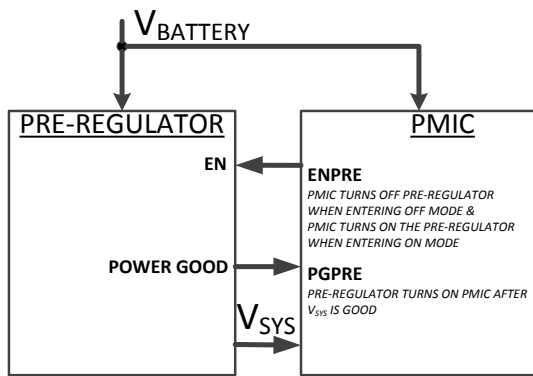 VBATTERY
PRE-REGULATOR
PMIC
EN
ENPRE
PMIC TURNS OFF PRE-REGULATOR
WHEN ENTERING OFF MODE &
PMIC TURNS ON THE PRE-REGULATOR
WHEN ENTERING ON MODE
POWER GOOD
PGPRE
PRE-REGULATOR TURNS ON PMIC AFTER
VSYS IS GOOD
VSYS